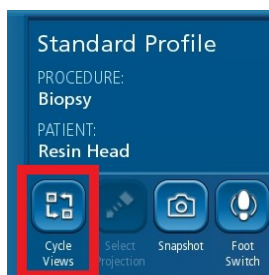 Standard Profile
PROCEDURE:
Biopsy
PATIENT:
Resin Head
Cycle Views
Select Projection
Snapshot
Foot Switch